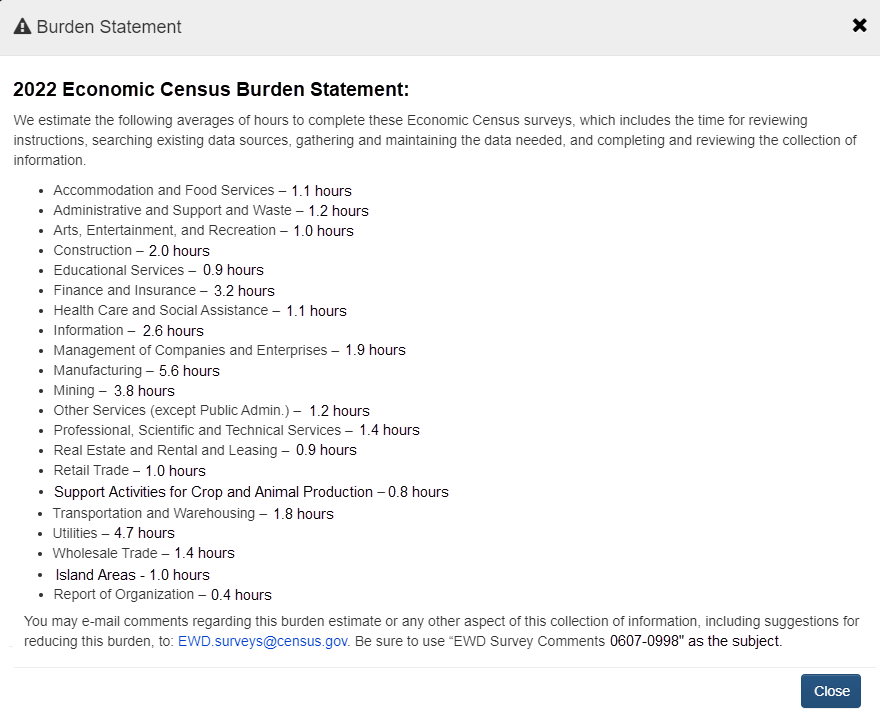 Burden Statement
2022 Economic Census Burden Statement:
We estimate the following averages of hours to complete these Economic Census surveys, which includes the time for reviewing
instructions, searching existing data sources, gathering and maintaining the data needed, and completing and reviewing the collection of
information.
• Accommodation and Food Services – 1.1 hours
• Administrative and Support and Waste – 1.2 hours
• Arts, Entertainment, and Recreation – 1.0 hours
• Construction – 2.0 hours
• Educational Services – 0.9 hours
• Finance and Insurance – 3.2 hours
• Health Care and Social Assistance – 1.1 hours
• Information – 2.6 hours
• Management of Companies and Enterprises – 1.9 hours
• Manufacturing – 5.6 hours
• Mining – 3.8 hours
• Other Services (except Public Admin.) – 1.2 hours
• Professional, Scientific and Technical Services – 1.4 hours
• Real Estate and Rental and Leasing – 0.9 hours
• Retail Trade – 1.0 hours
• Support Activities for Crop and Animal Production – 0.8 hours
• Transportation and Warehousing – 1.8 hours
• Utilities – 4.7 hours
• Wholesale Trade – 1.4 hours
• Island Areas - 1.0 hours
• Report of Organization – 0.4 hours
You may e-mail comments regarding this burden estimate or any other aspect of this collection of information, including suggestions for
reducing this burden, to: EWD.surveys@census.gov. Be sure to use “EWD Survey Comments 0607-0998" as the subject.
Close